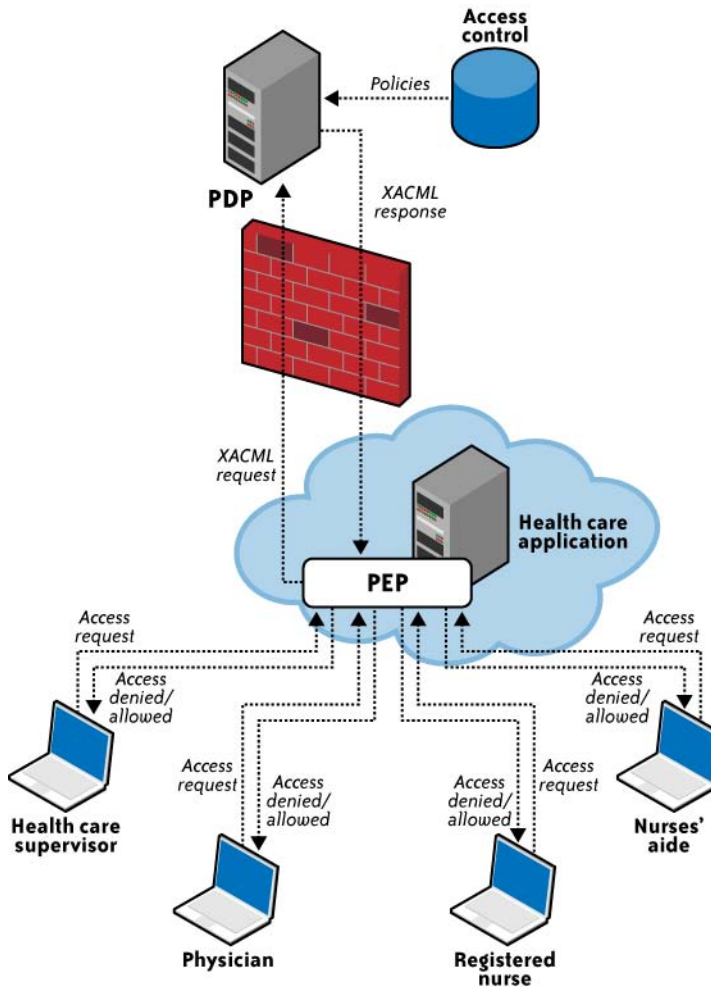 Access
control
Policies
PDP
XACML
response
XACML
request
Health care
application
PEP
Access
request
Access
denied/
allowed
Health care
supervisor
Access
request
Access
denied/
allowed
Physician
Access
denied/
allowed
Access
request
Registered
nurse
Access
request
Access
denied/
allowed
Nurses'
aide